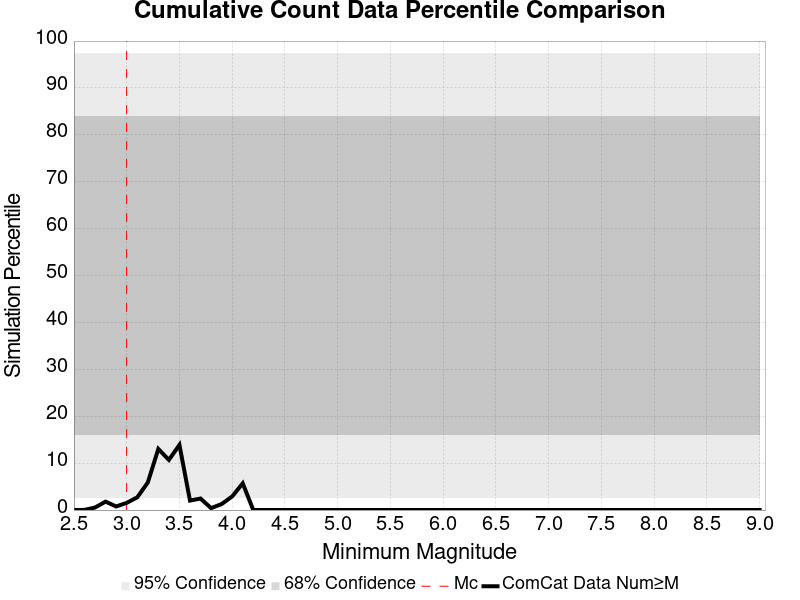 Cumulative Count Data Percentile Comparison
100
90
80
70
60
50
40
30
20
10
0
Simulation Percentile
2.5 3.0 3.5 4.0 4.5 5.0 5.5 6.0 6.5 7.0 7.5 8.0 8.5 9.0
Minimum Magnitude
95% Confidence 68% Confidence Mc ComCat Data Num≥M